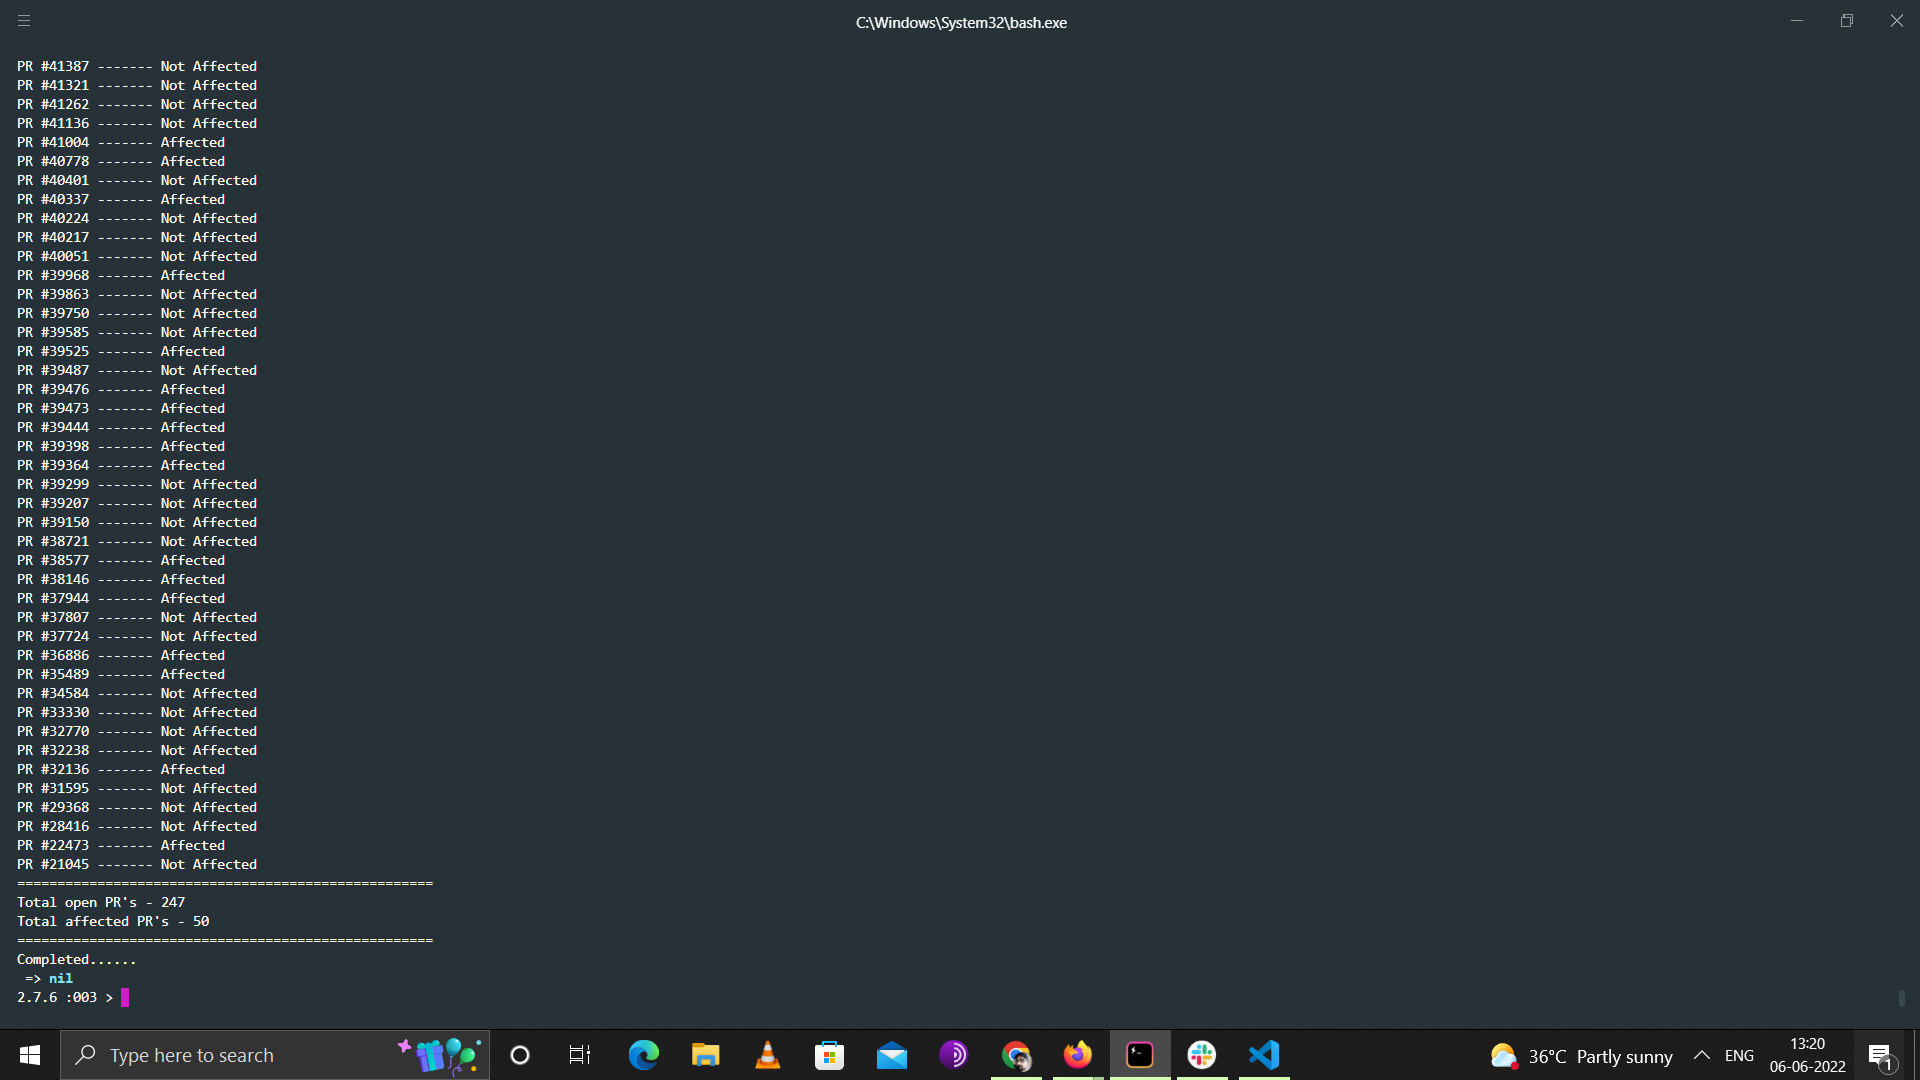 C:\Windows\System32\bash.exe
PR #41387 ------- Not Affected
PR #41321 ------- Not Affected
PR #41262 ------- Not Affected
PR #41136 ------- Not Affected
PR #41004 ------- Affected
PR #40778 ------- Affected
PR #40401 ------- Not Affected
PR #40337 ------- Affected
PR #40224 ------- Not Affected
PR #40217 ------- Not Affected
PR #40051 ------- Not Affected
PR #39968 ------- Affected
PR #39863 ------- Not Affected
PR #39750 ------- Not Affected
PR #39585 ------- Not Affected
PR #39525 ------- Affected
PR #39487 ------- Not Affected
PR #39476 ------- Affected
PR #39473 ------- Affected
PR #39444 ------- Affected
PR #39398 ------- Affected
PR #39364 ------- Affected
PR #39299 ------- Not Affected
PR #39207 ------- Not Affected
PR #39150 ------- Not Affected
PR #38721 ------- Not Affected
PR #38577 ------- Affected
PR #38146 ------- Affected
PR #37944 ------- Affected
PR #37807 ------- Not Affected
PR #37724 ------- Not Affected
PR #36886 ------- Affected
PR #35489 ------- Affected
PR #34584 ------- Not Affected
PR #33330 ------- Not Affected
PR #32770 ------- Not Affected
PR #32238 ------- Not Affected
PR #32136 ------- Affected
PR #31595 ------- Not Affected
PR #29368 ------- Not Affected
PR #28416 ------- Not Affected
PR #22473 ------- Affected
PR #21045 ------- Not Affected
====================================================
Total open PR's - 247
Total affected PR's - 50
====================================================
Completed......
=> nil
2.7.6 :003 >
Type here to search
36°C Partly sunny
ENG
13:20
06-06-2022
1